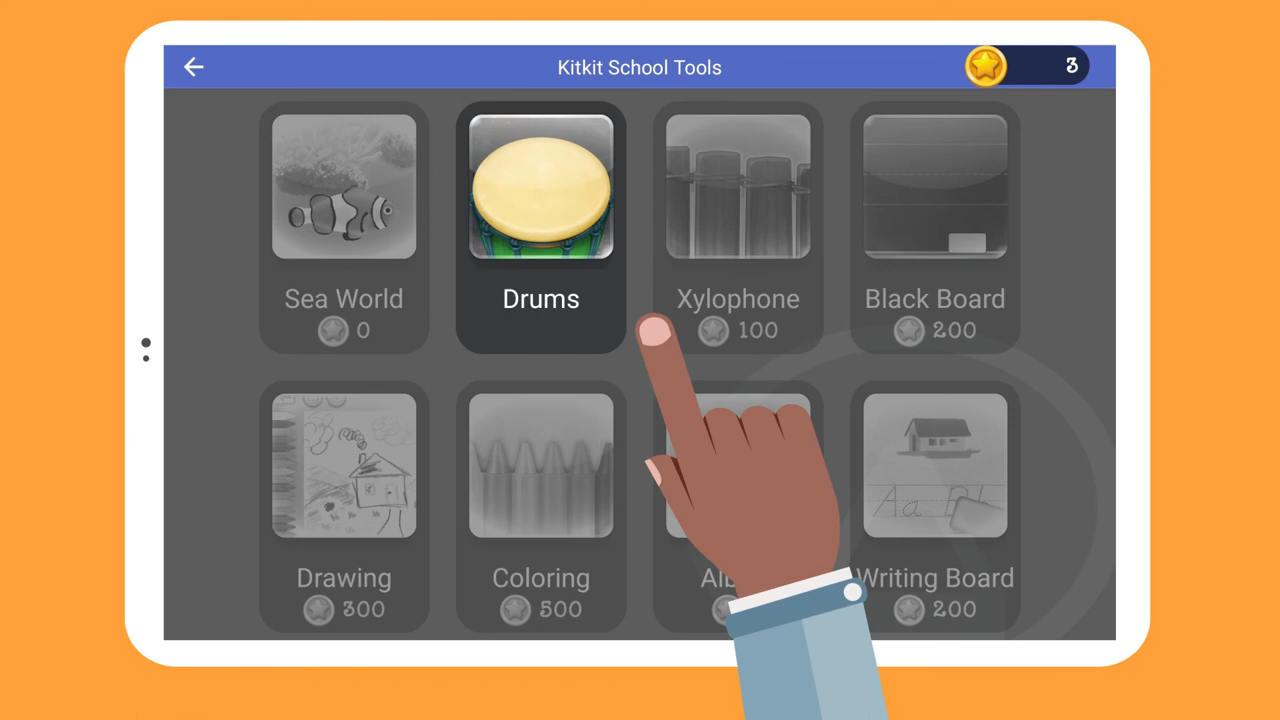 Kitkit School Tools
3
Sea World
0
Drums
Xylophone
100
Black Board
200
Drawing
300
Coloring
500
Writing Board
200
Aa